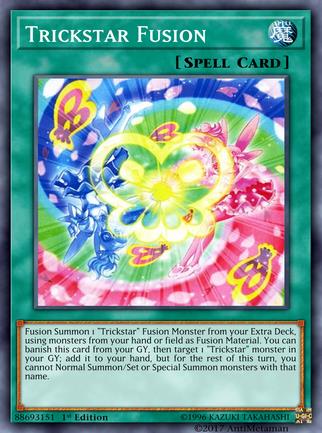 Trickstar Fusion
[Spell Card]
Fusion Summon 1 "Trickstar" Fusion Monster from your Extra Deck,
using monsters from your hand or field as Fusion Material. You can
banish this card from your GY, then target 1 "Trickstar" monster in
your GY; add it to your hand, but for the rest of this turn, you
cannot Normal Summon/Set or Special Summon monsters with that
name.
88693151
1st Edition
©1996 KAZUKI TAKAHASHI
©2017 AntiMetaman